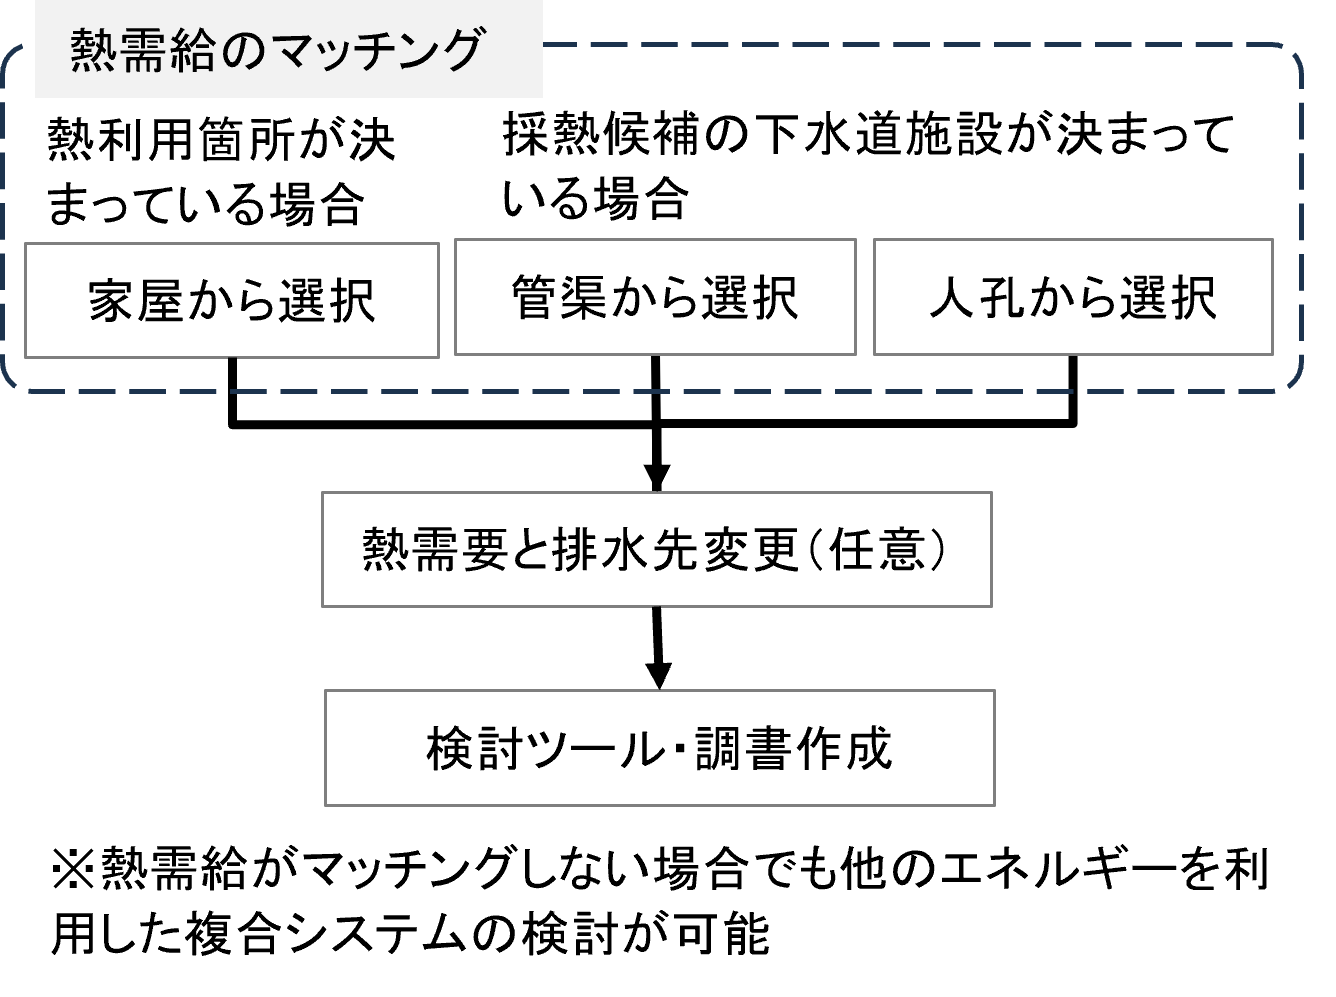 熱需給のマッチング
熱利用箇所が決
まっている場合
採熱候補の下水道施設が決まって
いる場合
家屋から選択
管渠から選択
人孔から選択
熱需要と排水先変更（任意）
検討ツール・調書作成
※熱需給がマッチングしない場合でも他のエネルギーを利
用した複合システムの検討が可能